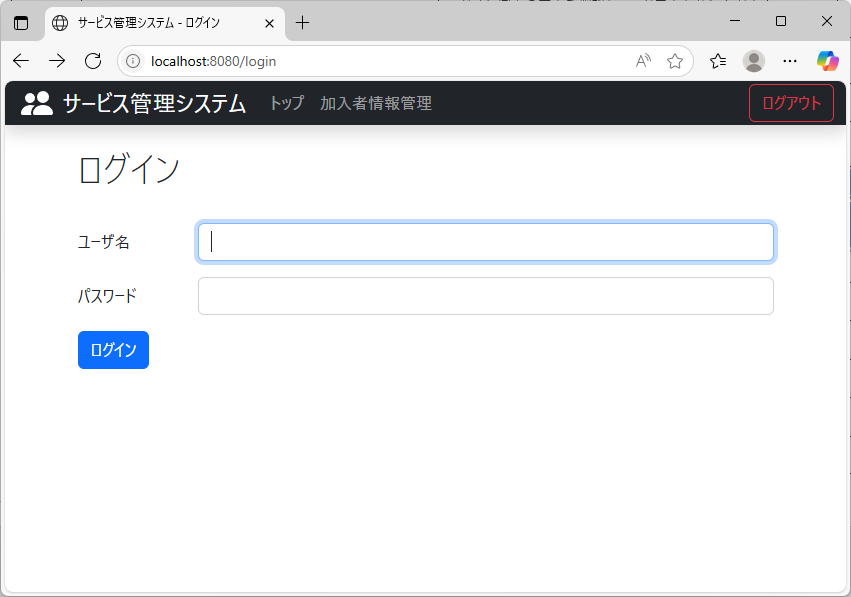 サービス管理システム - ログイン
localhost:8080/login
サービス管理システム トップ 加入者情報管理 ログアウト
ログイン
ユーザ名
パスワード
ログイン